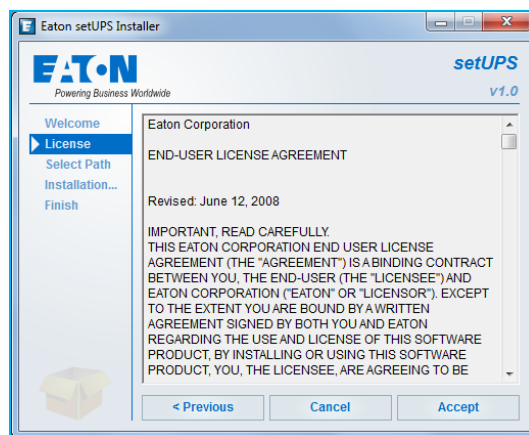 Eaton setUPS Installer
EATON
Powering Business Worldwide
setUPS
v1.0
Welcome
License
Select Path
Installation...
Finish
Eaton Corporation
END-USER LICENSE AGREEMENT
Revised: June 12, 2008
IMPORTANT, READ CAREFULLY.
THIS EATON CORPORATION END USER LICENSE
AGREEMENT (THE "AGREEMENT") IS A BINDING CONTRACT
BETWEEN YOU, THE END-USER (THE "LICENSEE") AND
EATON CORPORATION ("EATON" OR "LICENSOR"). EXCEPT
TO THE EXTENT YOU ARE BOUND BY A WRITTEN
AGREEMENT SIGNED BY BOTH YOU AND EATON
REGARDING THE USE AND LICENSE OF THIS SOFTWARE
PRODUCT, BY INSTALLING OR USING THIS SOFTWARE
PRODUCT, YOU, THE LICENSEE, ARE AGREEING TO BE
< Previous
Cancel
Accept